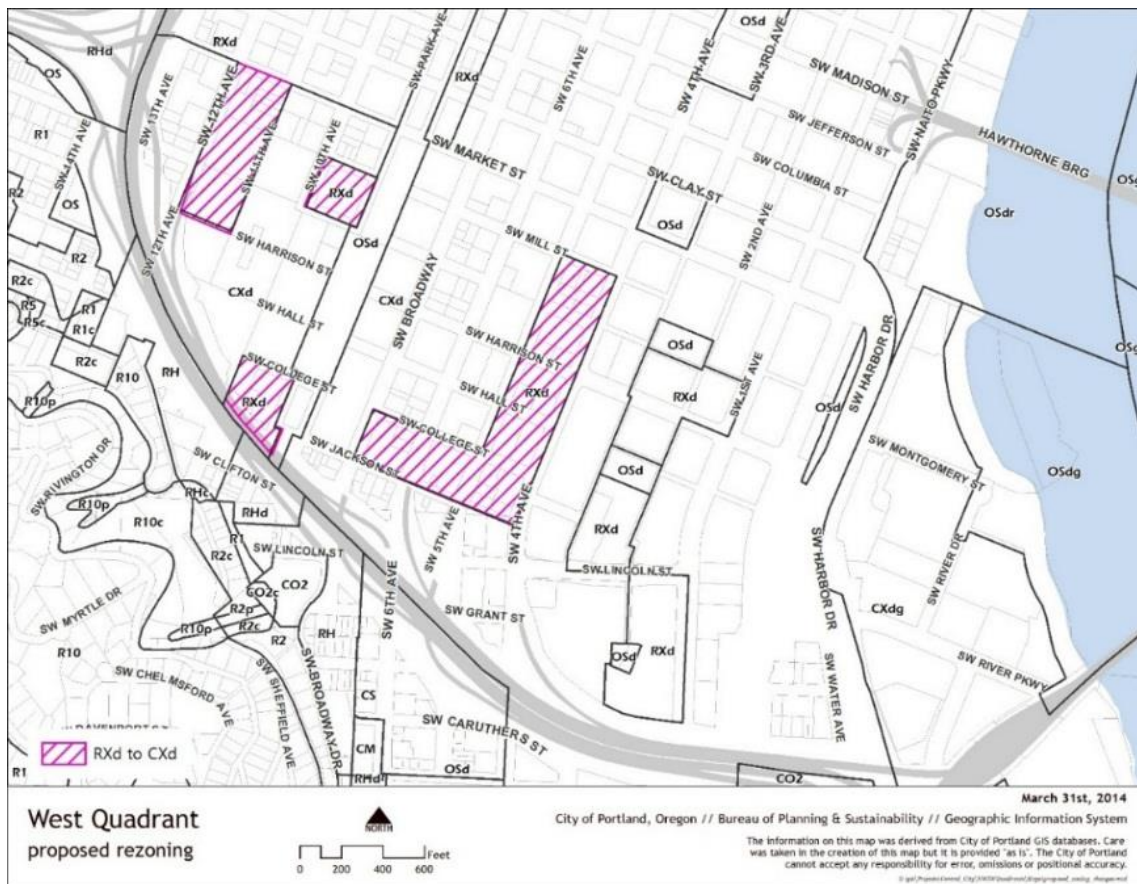 OSd
RXd
RHd
OS
SW PARK AVE
RXd
SW 6TH AVE
SW 4TH AVE
SW 3RD AVE
SW MADISON ST
SW NAITO PKWY
SW 13TH AVE
SW 12TH AVE
R1
SW 14TH AVE
SW JEFFERSON ST
HAWTHORNE BRG
SW 10TH AVE
SW 11TH AVE
SW MARKET ST
SW COLUMBIA ST
SW CLAY ST
R2
RXd
OS
OSdr
OSd
SW 2ND AVE
SW 12TH AVE
SW HARRISON ST
OSd
SW MILL ST
R2
R2c
CXd
CXd
SW BROADWAY
R5
R1
R5c
R1c
SW HALL ST
SW HARRISON ST
OSd
R2c
R10
RH
SW COLLEGE ST
SW HALL ST
RXd
RXd
SW 1ST AVE
SW HARBOR DR
OSd
R10p
RXd
SW COLLEGE ST
SW JACKSON ST
SW MONTGOMERY ST
OSdg
SW RIVINGTON DR
SW CLIFTON ST
OSd
RHc
R10p
RHd
R10c
R1
SW 5TH AVE
SW 4TH AVE
RXd
SW HARBOR DR
SW RIVER DR
R2c
SW LINCOLN ST
SW LINCOLN ST
CO2
CO2c
SW 6TH AVE
SW MYRTLE DR
R2p
R10p
R2c
R2
RH
SW GRANT ST
CXdg
R10
OSd
RXd
SW RIVER PKWY
SW CHELMSFORD AVE
SW SHEFFIELD AVE
SW BROADWAY DR
CS
SW WATER AVE
SW CARUTHERS ST
CM
RXd to CXd
OSd
R1
RHd
CO2
March 31st, 2014
West Quadrant
proposed rezoning
NORTH
City of Portland, Oregon // Bureau of Planning & Sustainability // Geographic Information System
Feet
0 200 400 600
The information on this map was derived from City of Portland GIS databases. Care
was taken in the creation of this map but it is provided "as is". The City of Portland
cannot accept any responsibility for error, omissions or positional accuracy.